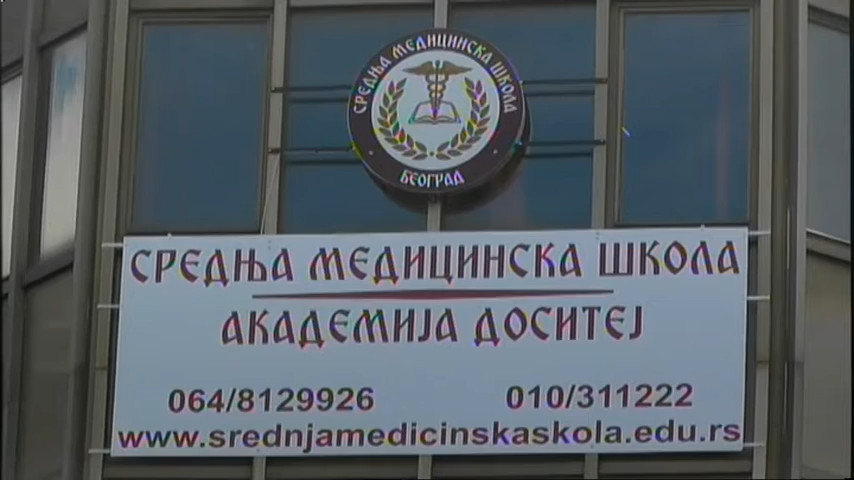 СРЕДЊА МЕДИЦИНСКА ШКОЛА
БЕОГРАД
СРЕДЊА МЕДИЦИНСКА ШКОЛА
АКАДЕМИЈА ДОСИТЕЈ
064/8129926 010/311222
www.srednjamedicinskaskola.edu.rs